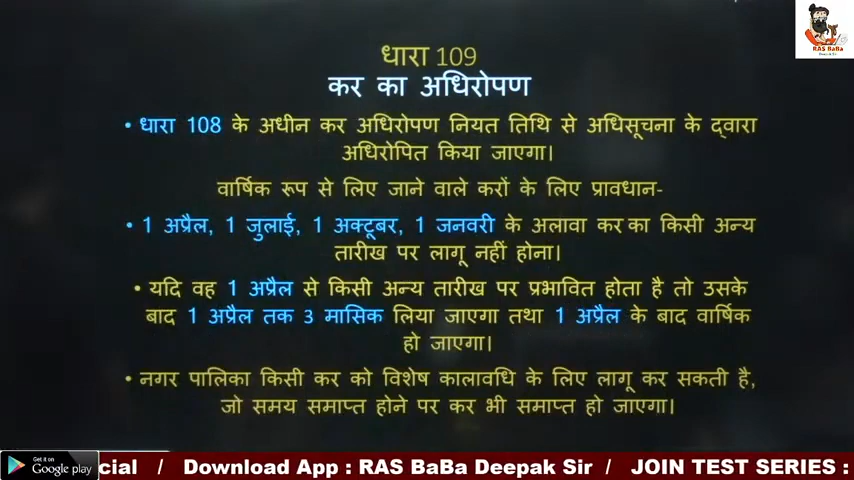 RAS BaBa
धारा 109
कर का अधिरोपण
• धारा 108 के अधीन कर अधिरोपण नियत तिथि से अधिसूचना के द्वारा
अधिरोपित किया जाएगा।
वार्षिक रूप से लिए जाने वाले करों के लिए प्रावधान-
• 1 अप्रैल, 1 जुलाई, 1 अक्टूबर, 1 जनवरी के अलावा कर का किसी अन्य
तारीख पर लागू नहीं होना।
• यदि वह 1 अप्रैल से किसी अन्य तारीख पर प्रभावित होता है तो उसके
बाद 1 अप्रैल तक 3 मासिक लिया जाएगा तथा 1 अप्रैल के बाद वार्षिक
हो जाएगा।
• नगर पालिका किसी कर को विशेष कालावधि के लिए लागू कर सकती है,
जो समय समाप्त होने पर कर भी समाप्त हो जाएगा।
Get it on
Google play
cial / Download App : RAS BaBa Deepak Sir / JOIN TEST SERIES :